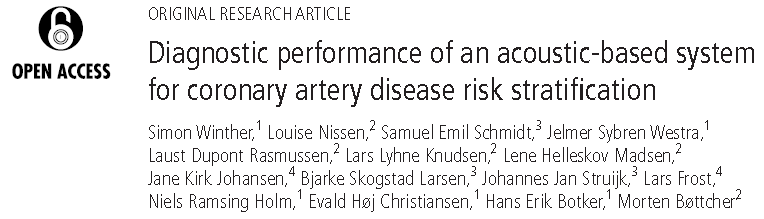 ORIGINAL RESEARCH ARTICLE
OPEN ACCESS
Diagnostic performance of an acoustic-based system
for coronary artery disease risk stratification
Simon Winther,1 Louise Nissen,2 Samuel Emil Schmidt,3 Jelmer Sybren Westra,1
Laust Dupont Rasmussen,2 Lars Lyhne Knudsen,2 Lene Helleskov Madsen,2
Jane Kirk Johansen,4 Bjarke Skogstad Larsen,3 Johannes Jan Struijk,3 Lars Frost,4
Niels Ramsing Holm,1 Evald Høj Christiansen,1 Hans Erik Botker,1 Morten Bøttcher2